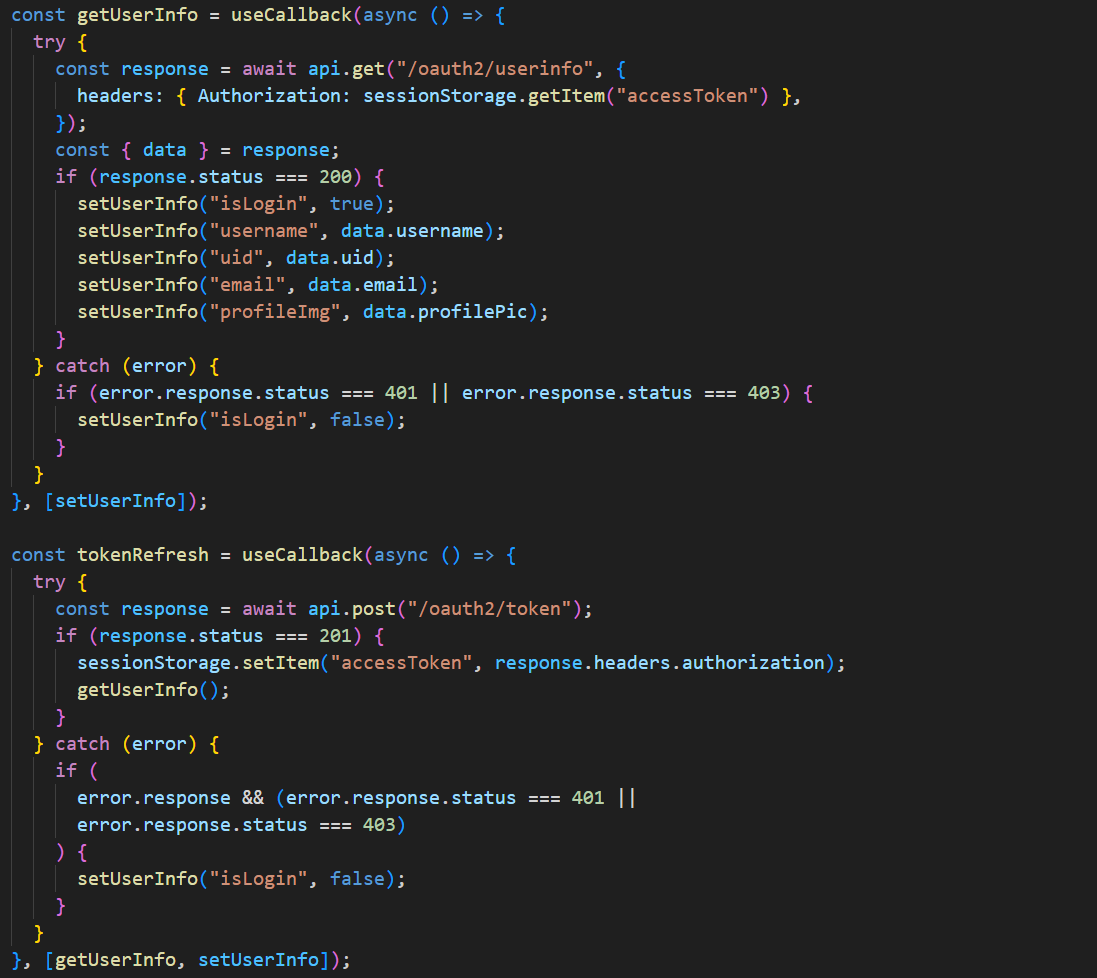 const getUserInfo = useCallback(async () => {
  try {
    const response = await api.get("/oauth2/userinfo", {
      headers: { Authorization: sessionStorage.getItem("accessToken") },
    });
    const { data } = response;
    if (response.status === 200) {
      setUserInfo("isLogin", true);
      setUserInfo("username", data.username);
      setUserInfo("uid", data.uid);
      setUserInfo("email", data.email);
      setUserInfo("profileImg", data.profilePic);
    }
  } catch (error) {
    if (error.response.status === 401 || error.response.status === 403) {
      setUserInfo("isLogin", false);
    }
  }
}, [setUserInfo]);

const tokenRefresh = useCallback(async () => {
  try {
    const response = await api.post("/oauth2/token");
    if (response.status === 201) {
      sessionStorage.setItem("accessToken", response.headers.authorization);
      getUserInfo();
    }
  } catch (error) {
    if (
      error.response && (error.response.status === 401 ||
      error.response.status === 403)
    ) {
      setUserInfo("isLogin", false);
    }
  }
}, [getUserInfo, setUserInfo]);